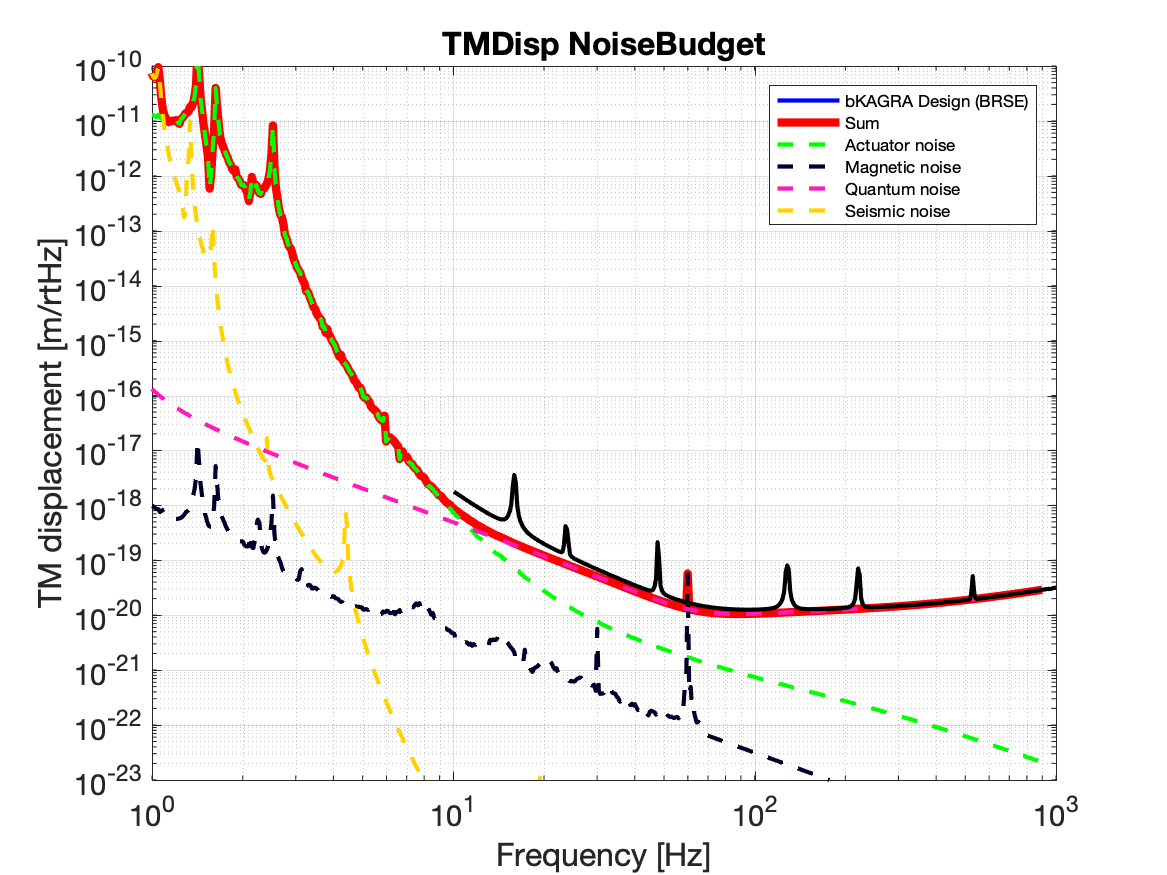 TMDisp NoiseBudget
bKAGRA Design (BRSE)
Sum
Actuator noise
Magnetic noise
Quantum noise
Seismic noise
TM displacement [m/rtHz]
10^-10
10^-11
10^-12
10^-13
10^-14
10^-15
10^-16
10^-17
10^-18
10^-19
10^-20
10^-21
10^-22
10^-23
10^0 10^1 10^2 10^3
Frequency [Hz]